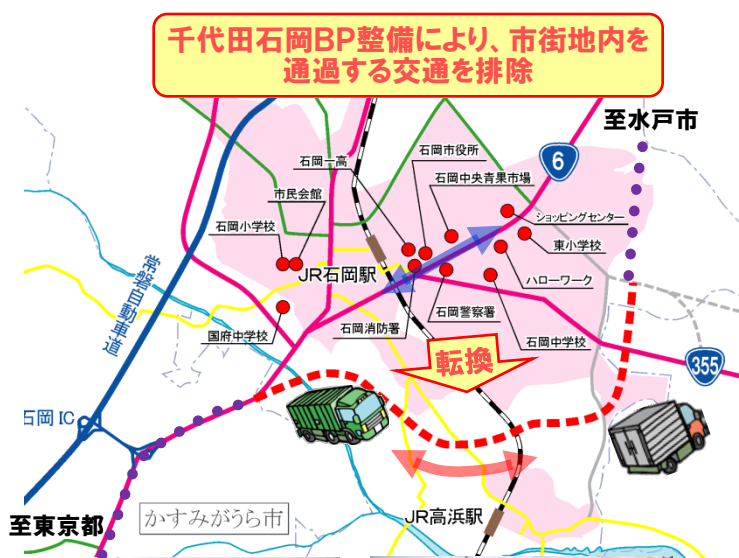 千代田石岡BP整備により、市街地内を
通過する交通を排除
至水戸市
石岡市役所
石岡一高
石岡中央青果市場
6
市民会館
ショッピングセンター
石岡小学校
東小学校
JR石岡駅
ハローワーク
常磐自動車道
国府中学校
石岡消防署
石岡警察署
石岡中学校
転換
355
石岡IC
至東京都
かすみがうら市
JR高浜駅